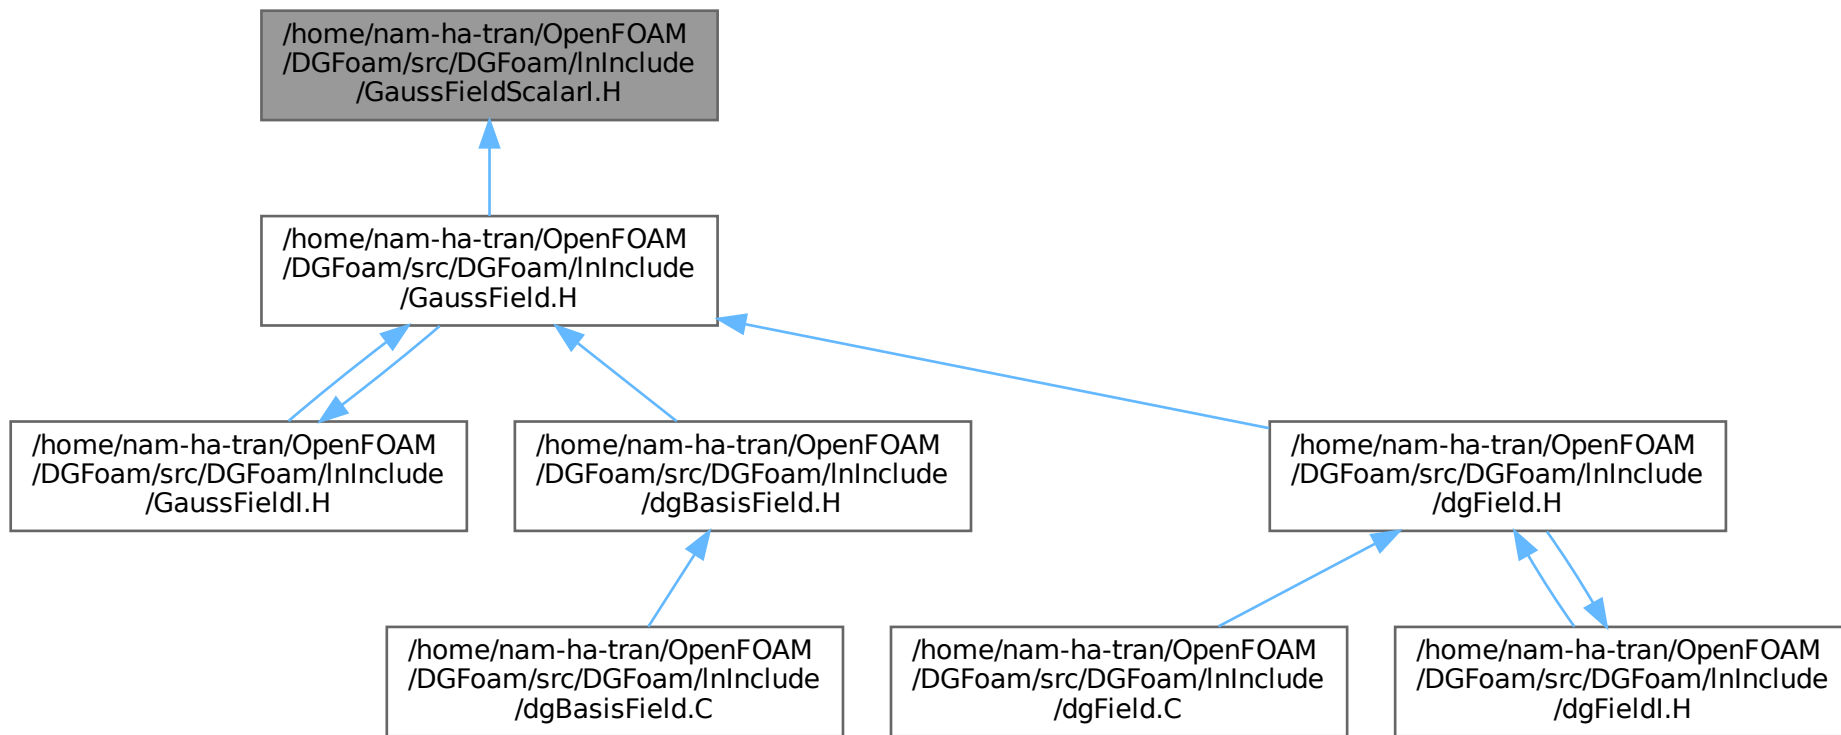 /home/nam-ha-tran/OpenFOAM
/DGFoam/src/DGFoam/lnInclude
/GaussFieldScalarI.H
/home/nam-ha-tran/OpenFOAM
/DGFoam/src/DGFoam/lnInclude
/GaussField.H
/home/nam-ha-tran/OpenFOAM
/DGFoam/src/DGFoam/lnInclude
/GaussFieldI.H
/home/nam-ha-tran/OpenFOAM
/DGFoam/src/DGFoam/lnInclude
/dgBasisField.H
/home/nam-ha-tran/OpenFOAM
/DGFoam/src/DGFoam/lnInclude
/dgField.H
/home/nam-ha-tran/OpenFOAM
/DGFoam/src/DGFoam/lnInclude
/dgBasisField.C
/home/nam-ha-tran/OpenFOAM
/DGFoam/src/DGFoam/lnInclude
/dgField.C
/home/nam-ha-tran/OpenFOAM
/DGFoam/src/DGFoam/lnInclude
/dgFieldI.H